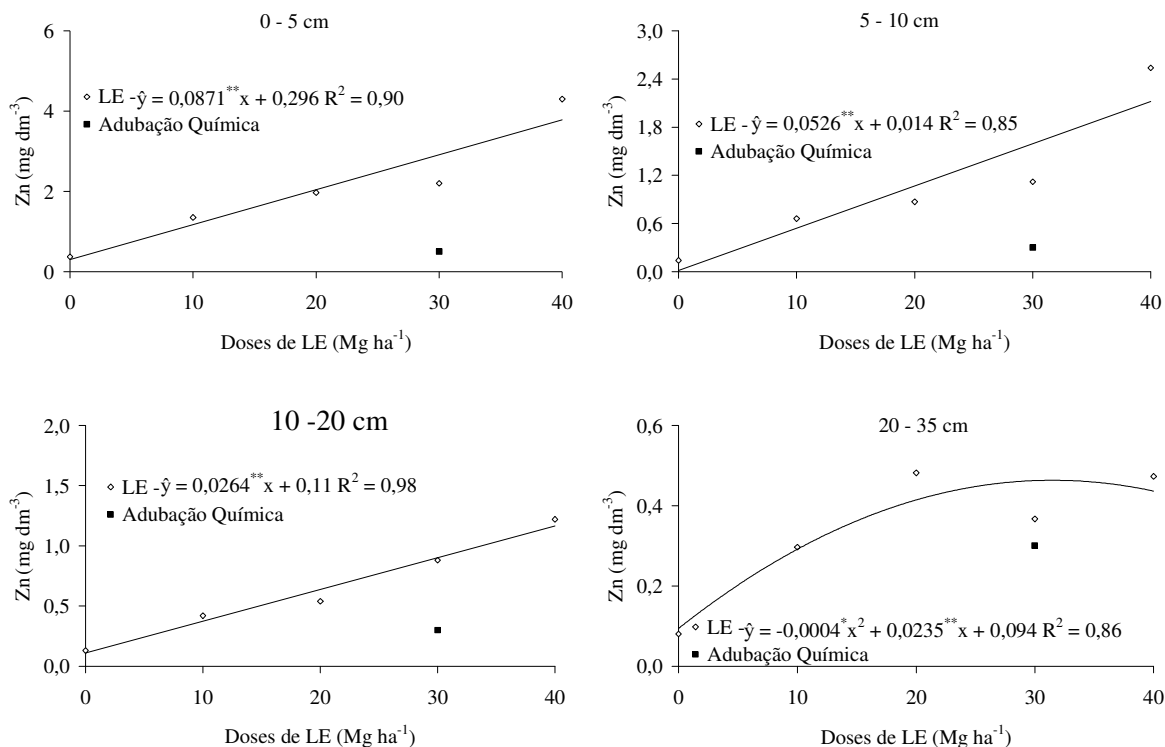 0 - 5 cm
6
4
2
0
Zn (mg dm⁻³)
LE - ŷ = 0,0871**x + 0,296 R² = 0,90
Adubação Química
0 10 20 30 40
Doses de LE (Mg ha⁻¹)
5 - 10 cm
3,0
2,4
1,8
1,2
0,6
0,0
Zn (mg dm⁻³)
LE - ŷ = 0,0526**x + 0,014 R² = 0,85
Adubação Química
0 10 20 30 40
Doses de LE (Mg ha⁻¹)
10 -20 cm
2,0
1,5
1,0
0,5
0,0
Zn (mg dm⁻³)
LE - ŷ = 0,0264**x + 0,11 R² = 0,98
Adubação Química
0 10 20 30 40
Doses de LE (Mg ha⁻¹)
20 - 35 cm
0,6
0,4
0,2
0,0
Zn (mg dm⁻³)
LE - ŷ = -0,0004*x² + 0,0235**x + 0,094 R² = 0,86
Adubação Química
0 10 20 30 40
Doses de LE (Mg ha⁻¹)